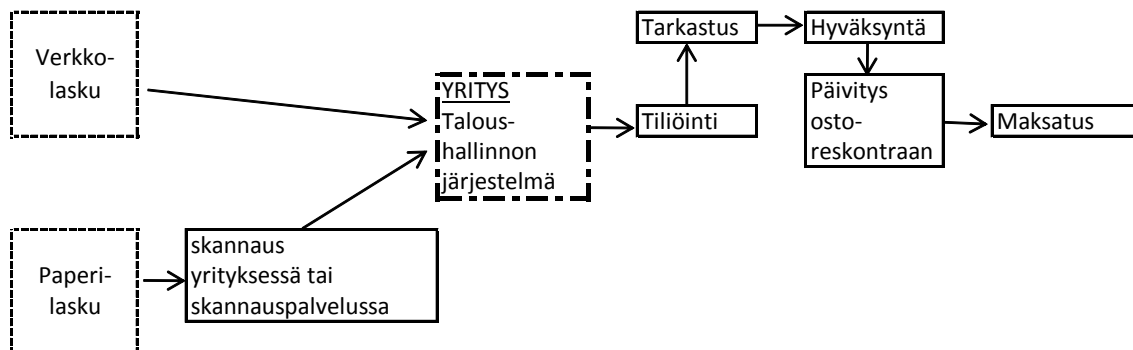 Verkko-
lasku
YRITYS
Talous-
hallinnon
järjestelmä
Tarkastus
Hyväksyntä
Tiliöinti
Päivitys
osto-
reskontraan
Maksatus
Paperi-
lasku
skannaus
yrityksessä tai
skannauspalvelussa